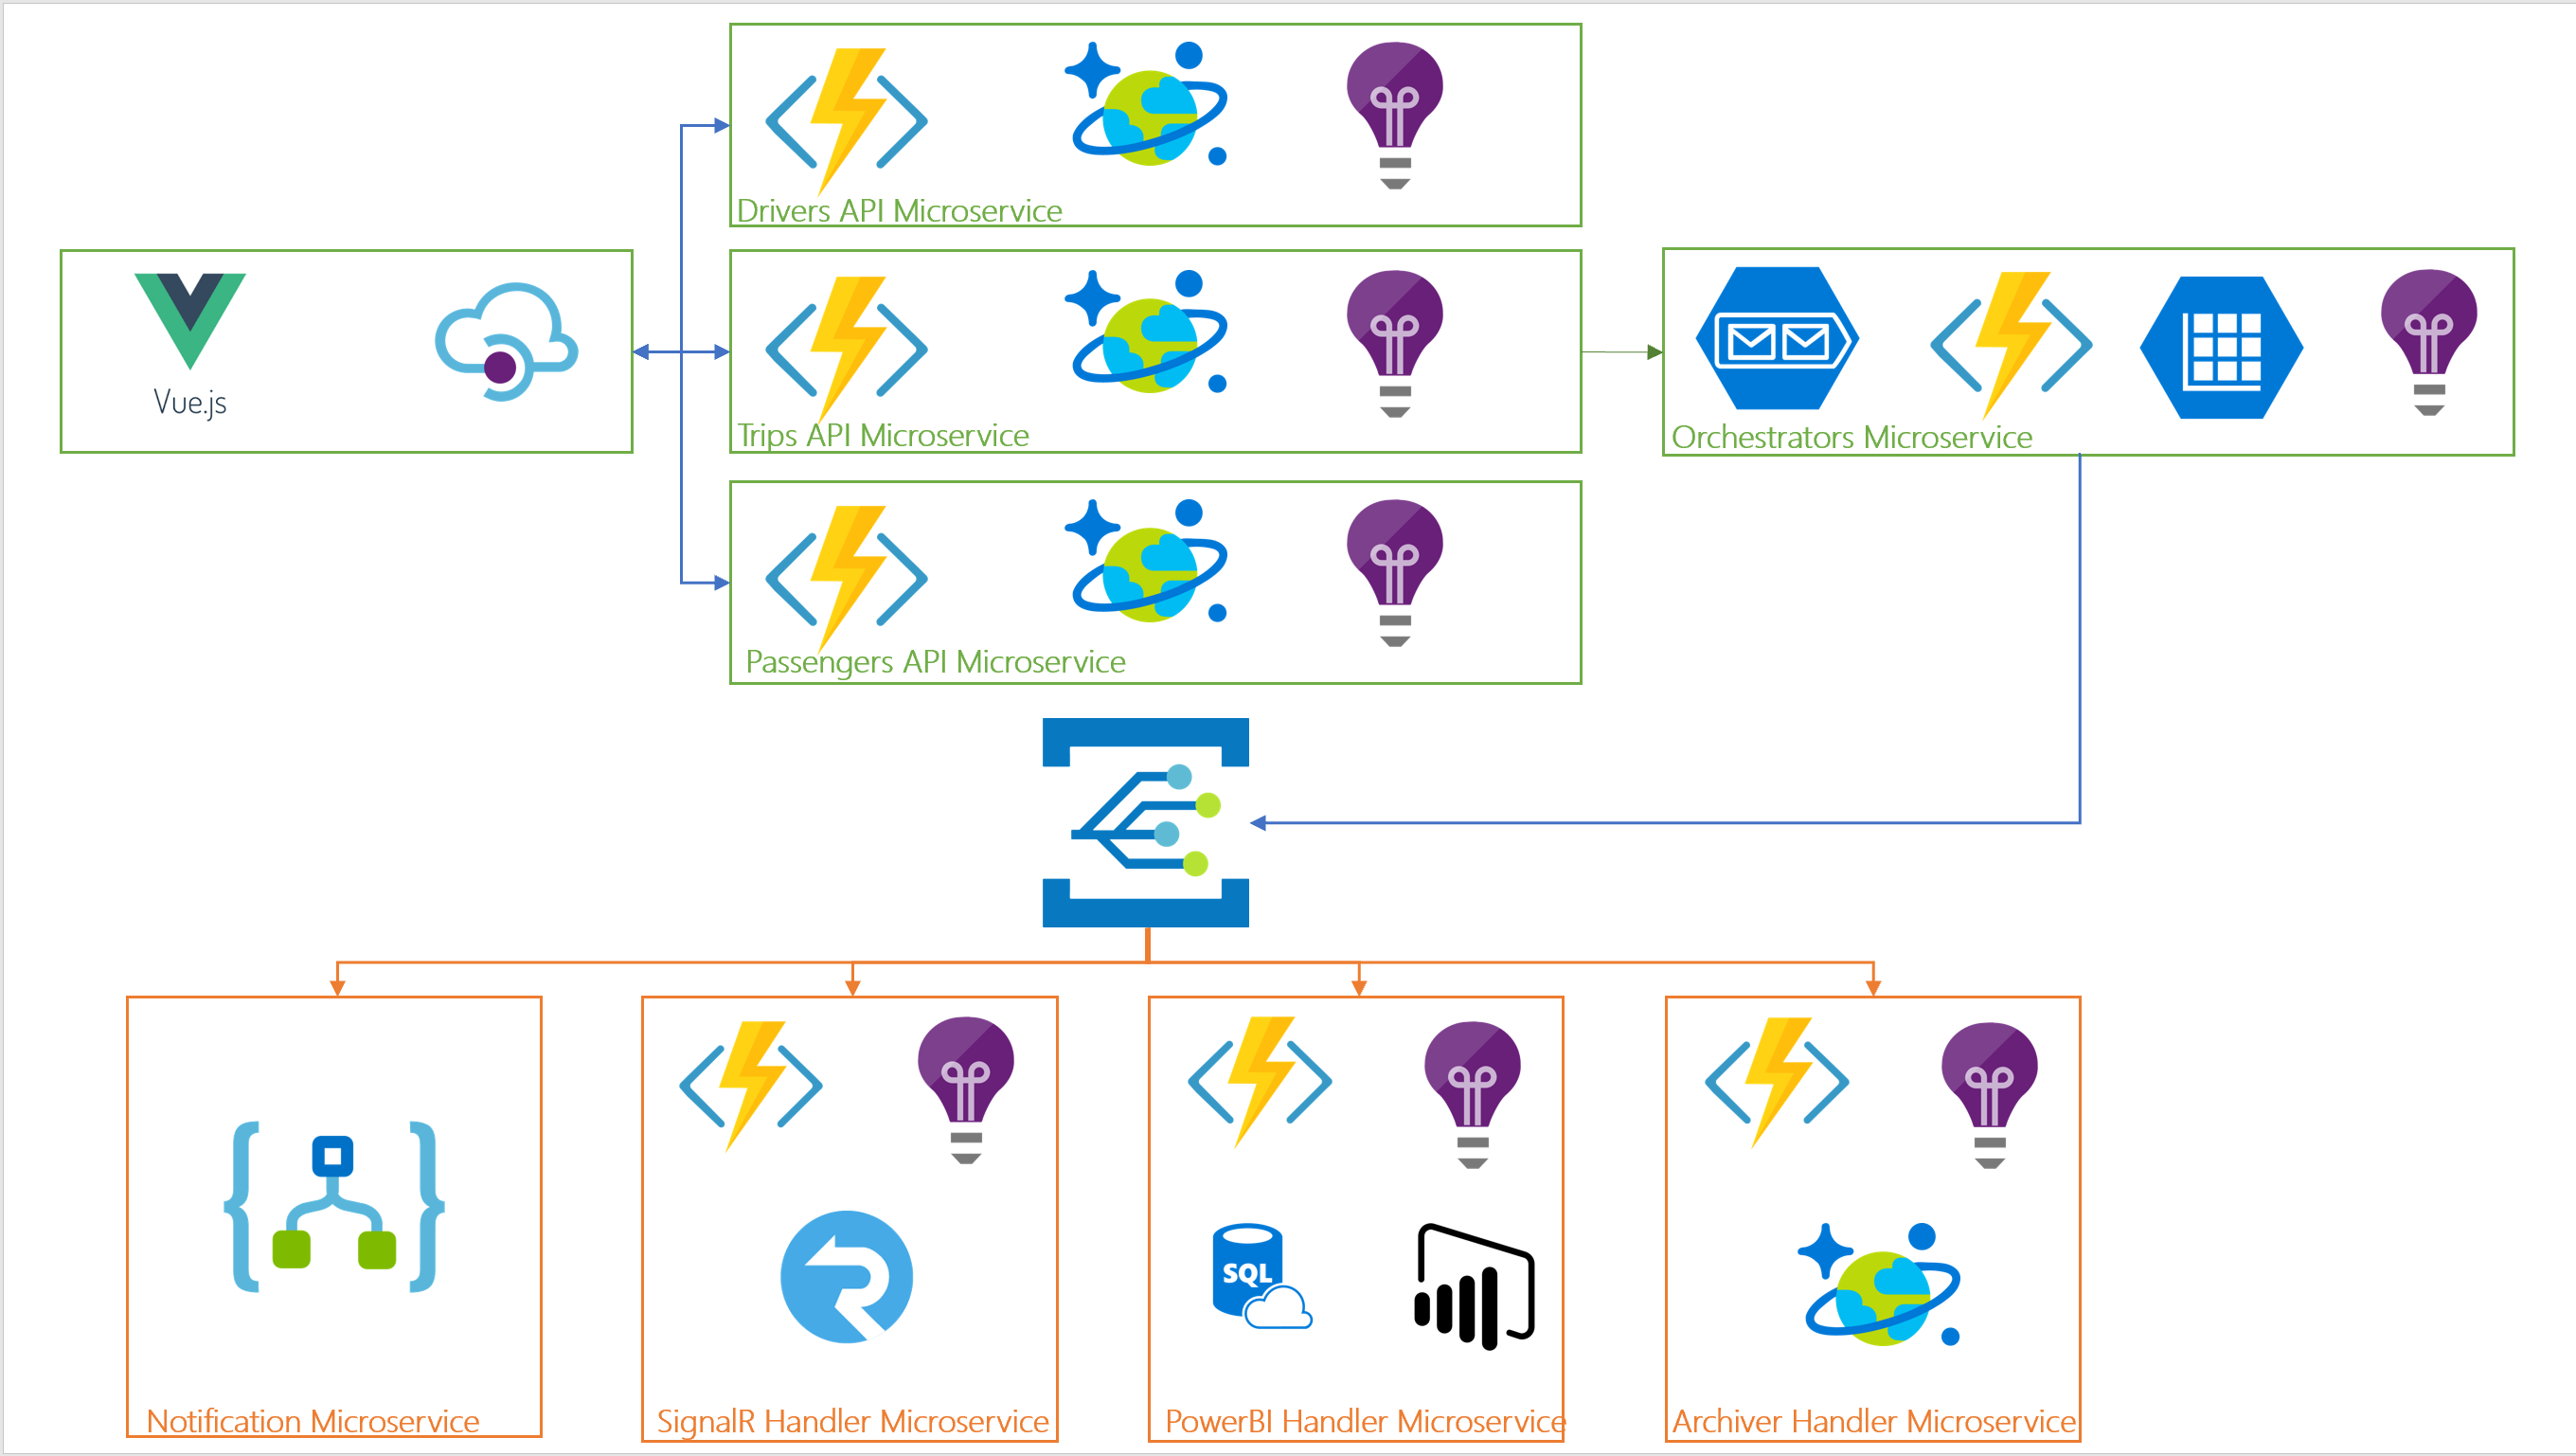 Drivers API Microservice
Vue.js
Trips API Microservice
Orchestrators Microservice
Passengers API Microservice
SQL
Notification Microservice
SignalR Handler Microservice
PowerBI Handler Microservice
Archiver Handler Microservice